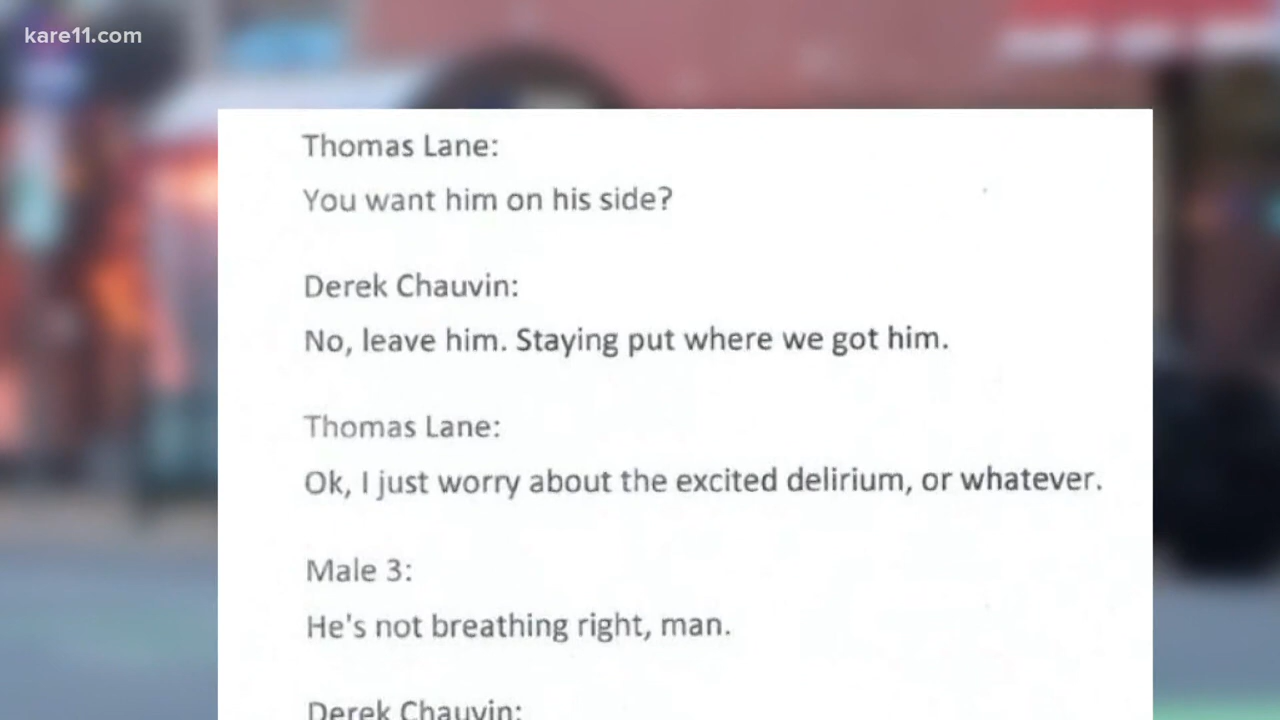 kare11.com
Thomas Lane:
You want him on his side?
Derek Chauvin:
No, leave him. Staying put where we got him.
Thomas Lane:
Ok, I just worry about the excited delirium, or whatever.
Male 3:
He's not breathing right, man.
Derek Chauvin: